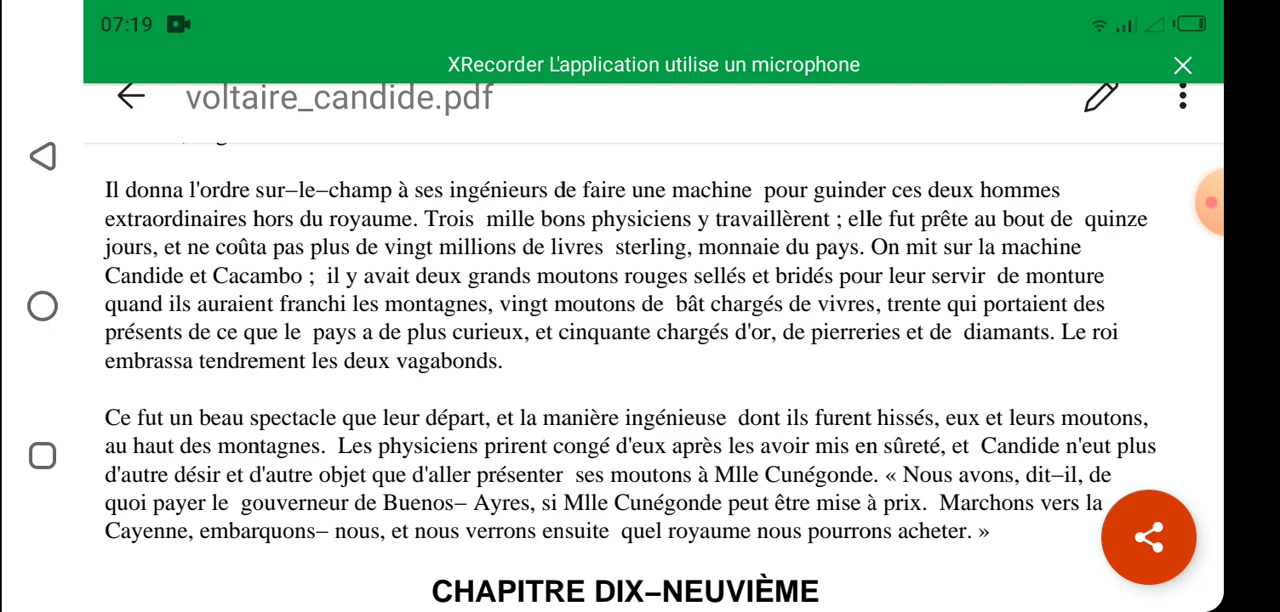 07:19
XRecorder L'application utilise un microphone
voltaire_candide.pdf
Il donna l'ordre sur–le–champ à ses ingénieurs de faire une machine pour guinder ces deux hommes
extraordinaires hors du royaume. Trois mille bons physiciens y travaillèrent ; elle fut prête au bout de quinze
jours, et ne coûta pas plus de vingt millions de livres sterling, monnaie du pays. On mit sur la machine
Candide et Cacambo ; il y avait deux grands moutons rouges sellés et bridés pour leur servir de monture
quand ils auraient franchi les montagnes, vingt moutons de bât chargés de vivres, trente qui portaient des
présents de ce que le pays a de plus curieux, et cinquante chargés d'or, de pierreries et de diamants. Le roi
embrassa tendrement les deux vagabonds.
Ce fut un beau spectacle que leur départ, et la manière ingénieuse dont ils furent hissés, eux et leurs moutons,
au haut des montagnes. Les physiciens prirent congé d'eux après les avoir mis en sûreté, et Candide n'eut plus
d'autre désir et d'autre objet que d'aller présenter ses moutons à Mlle Cunégonde. « Nous avons, dit–il, de
quoi payer le gouverneur de Buenos– Ayres, si Mlle Cunégonde peut être mise à prix. Marchons vers la
Cayenne, embarquons– nous, et nous verrons ensuite quel royaume nous pourrons acheter. »
CHAPITRE DIX–NEUVIÈME